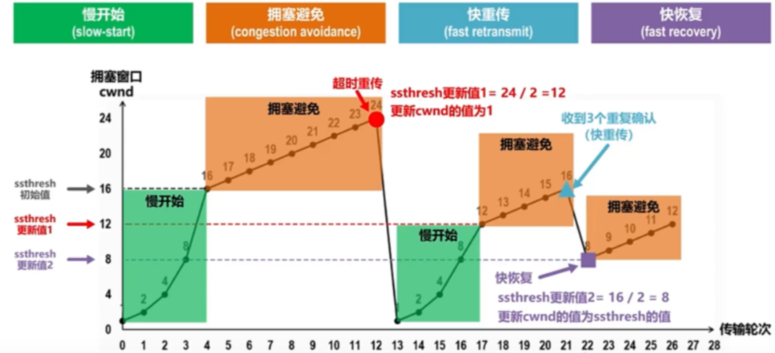 慢开始
(slow-start)
拥塞避免
(congestion avoidance)
快重传
(fast retransmit)
快恢复
(fast recovery)
拥塞窗口
cwnd
超时重传
ssthresh更新值1= 24 / 2 =12
更新cwnd的值为1
收到3个重复确认
(快重传)
拥塞避免
拥塞避免
拥塞避免
慢开始
慢开始
ssthresh
初始值
ssthresh
更新值1
ssthresh
更新值2
24
20
16
12
8
4
0
1
2
4
8
16
17
18
19
20
21
22
23
24
1
2
4
8
12
13
14
15
16
8
9
10
11
12
快恢复
ssthresh更新值2= 16 / 2 = 8
更新cwnd的值为ssthresh的值
传输轮次
0 1 2 3 4 5 6 7 8 9 10 11 12 13 14 15 16 17 18 19 20 21 22 23 24 25 26 27 28